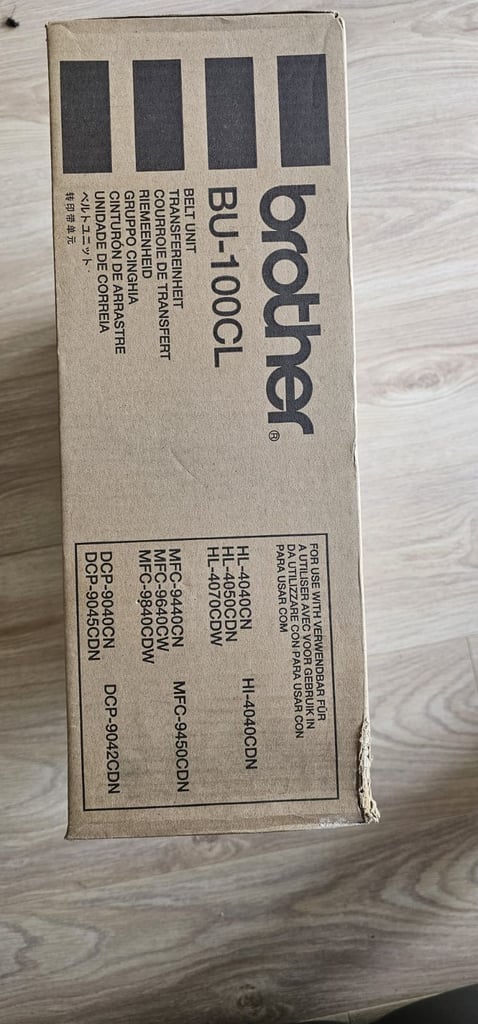 brother®
BU-100CL
BELT UNIT
TRANSFEREINHEIT
COURROIE DE TRANSFERT
RIEMEENHEID
GRUPPO CINGHIA
CINTURÓN DE ARRASTRE
UNIDADE DE CORREIA
ベルトユニット
转印带单元
FOR USE WITH/VERWENDBAR FÜR
A UTILISER AVEC/VOOR GEBRUIK IN
DA UTILIZZARE CON/PARA USAR CON
PARA USAR COM
HL-4040CN HL-4040CDN
HL-4050CDN
HL-4070CDW
MFC-9440CN MFC-9450CDN
MFC-9640CW
MFC-9840CDW
DCP-9040CN DCP-9042CDN
DCP-9045CDN